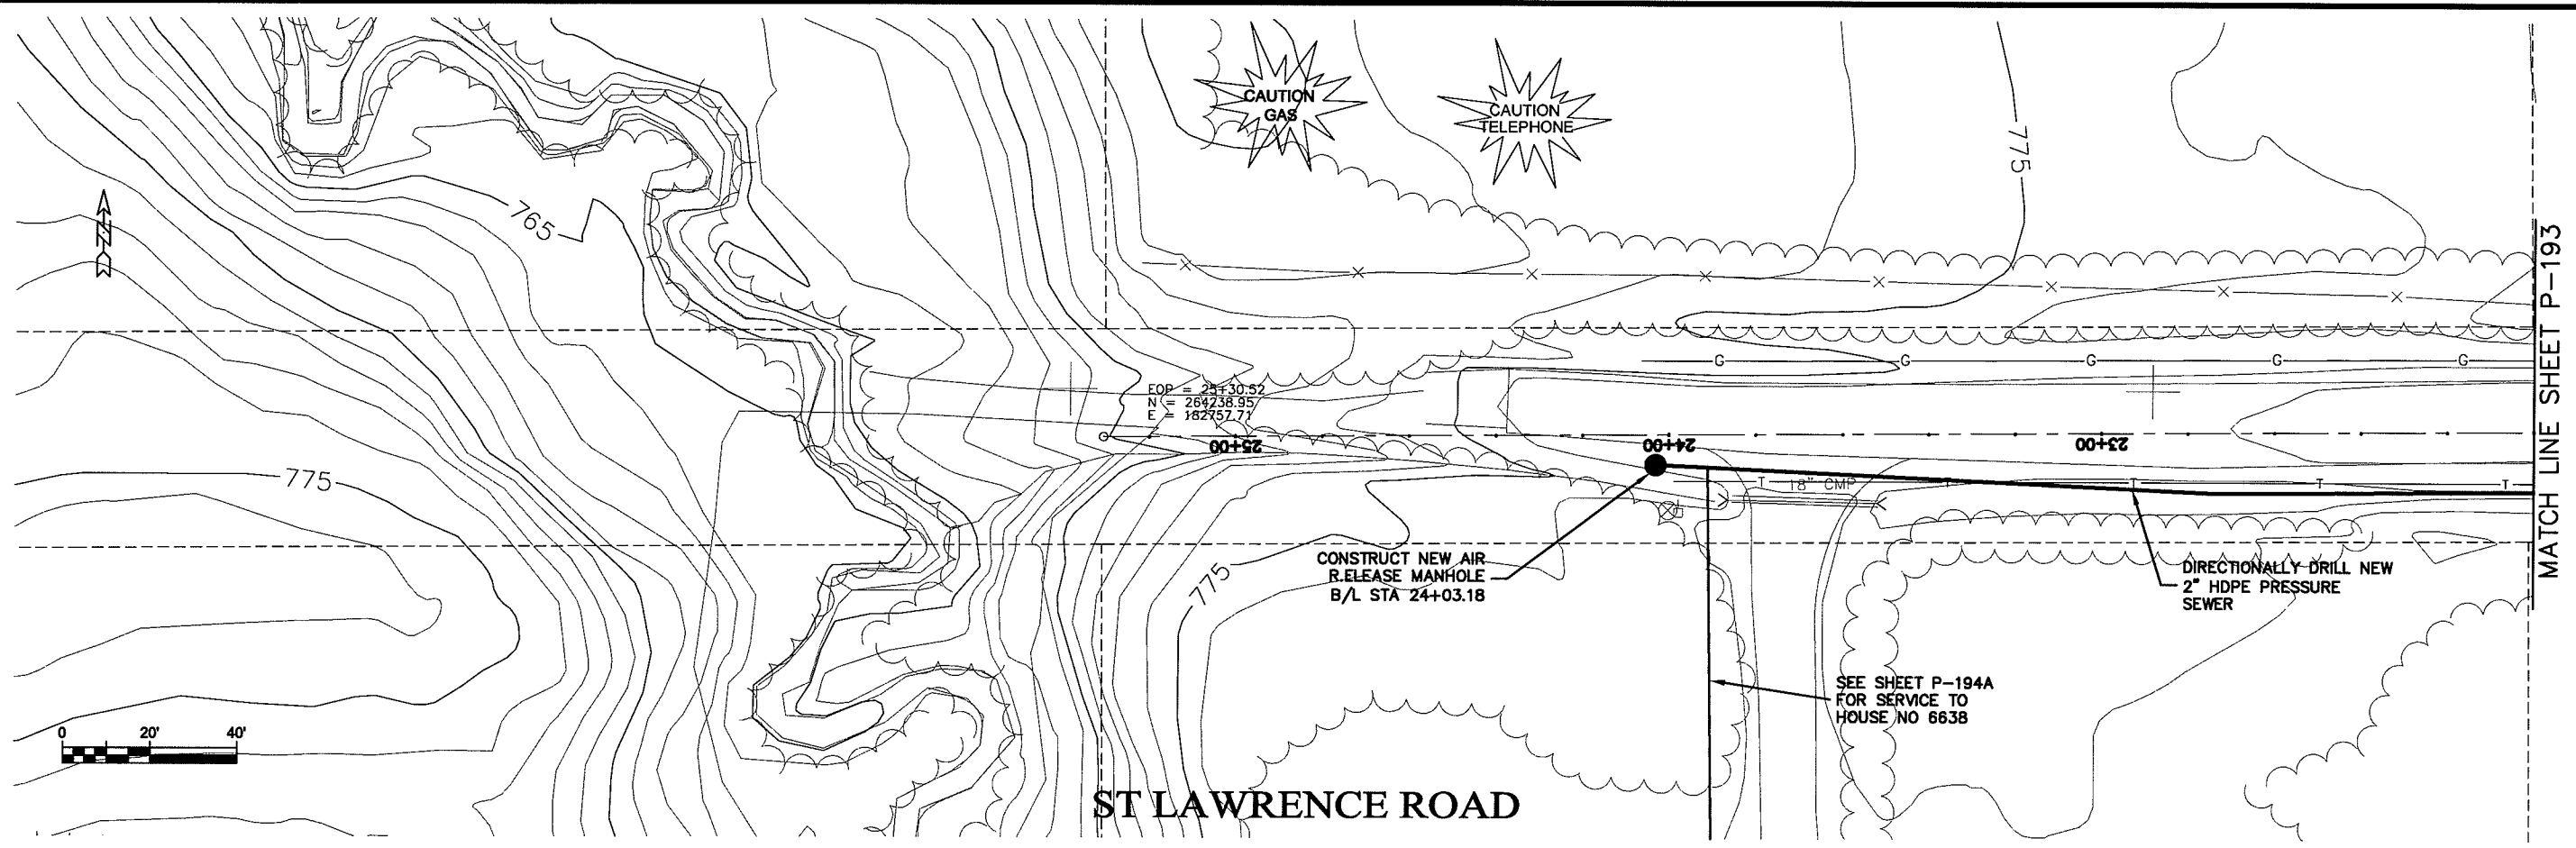 CAUTION
GAS
CAUTION
TELEPHONE
775
765
N
MATCH LINE SHEET P-193
G G G G G
EOP = 25+30.52
N = 264238.95
E = 182757.71
25+00
24+00
23+00
T 18" CMP T T T T
775
775
CONSTRUCT NEW AIR
R.ELEASE MANHOLE
B/L STA 24+03.18
DIRECTIONALLY DRILL NEW
2" HDPE PRESSURE
SEWER
SEE SHEET P-194A
FOR SERVICE TO
HOUSE NO 6638
0 20' 40'
ST LAWRENCE ROAD